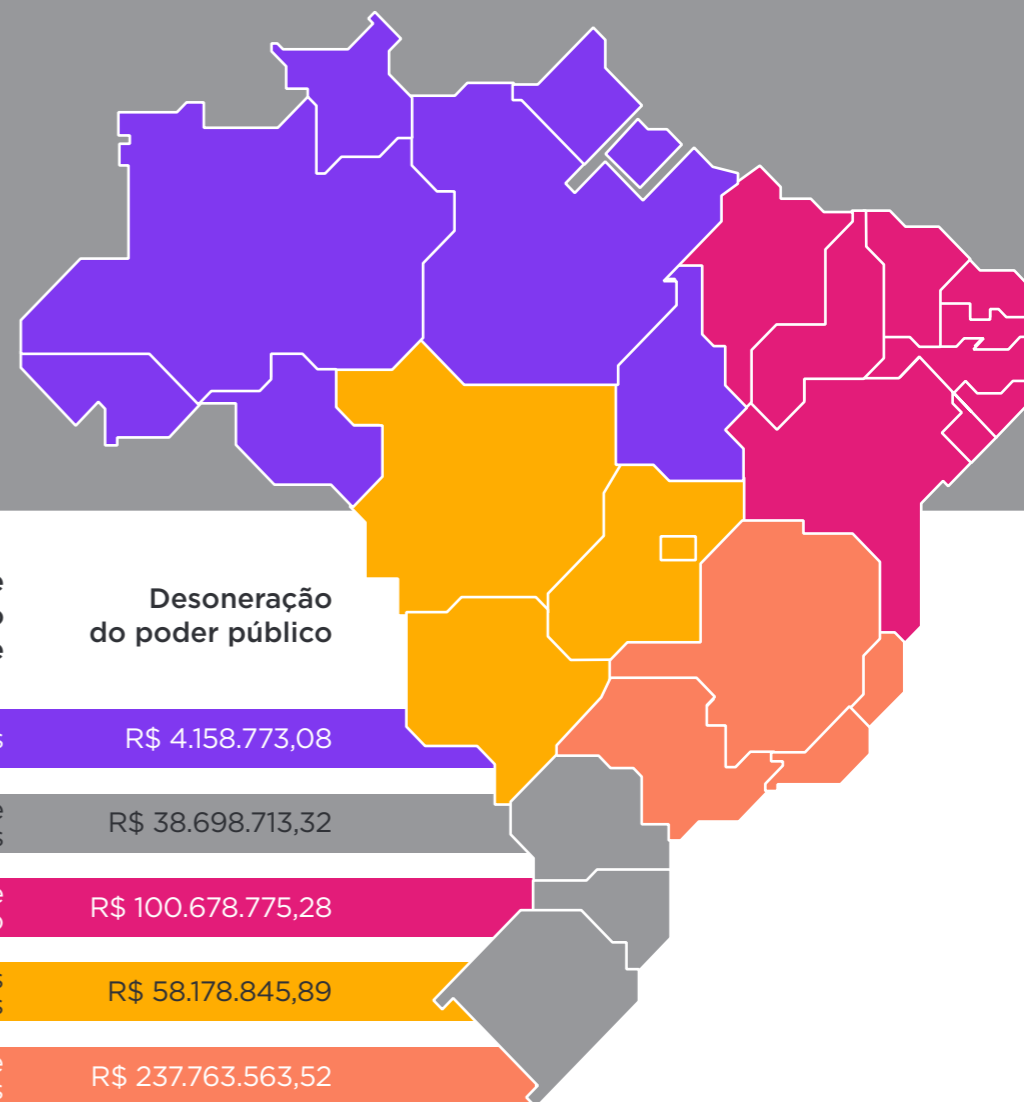 Desoneração
do poder público
R$ 4.158.773,08
R$ 38.698.713,32
R$ 100.678.775,28
R$ 58.178.845,89
R$ 237.763.563,52